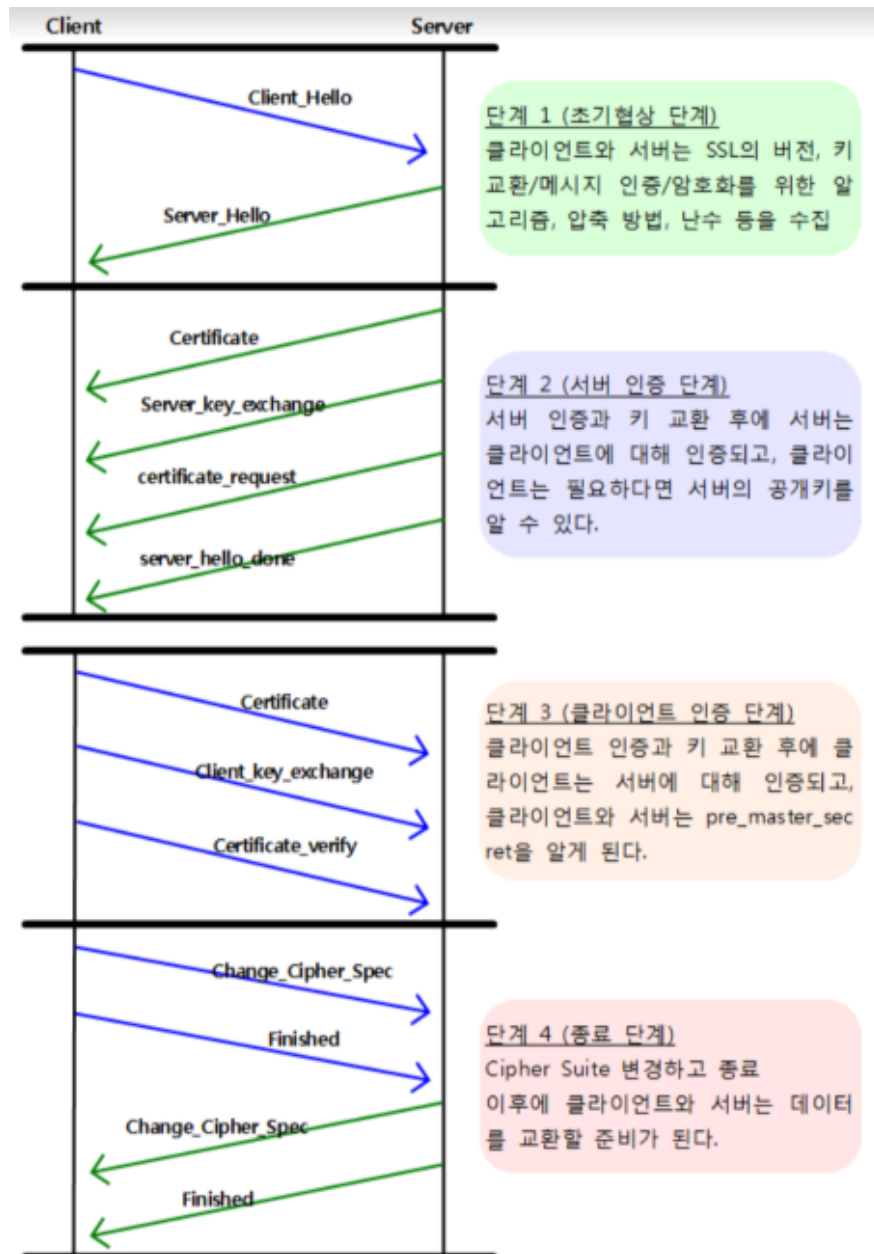 Client
Server
Client_Hello
Server_Hello
단계 1 (초기협상 단계)
클라이언트와 서버는 SSL의 버전, 키
교환/메시지 인증/암호화를 위한 알
고리즘, 압축 방법, 난수 등을 수집
Certificate
Server_key_exchange
certificate_request
server_hello_done
단계 2 (서버 인증 단계)
서버 인증과 키 교환 후에 서버는
클라이언트에 대해 인증되고, 클라이
언트는 필요하다면 서버의 공개키를
알 수 있다.
Certificate
Client_key_exchange
Certificate_verify
단계 3 (클라이언트 인증 단계)
클라이언트 인증과 키 교환 후에 클
라이언트는 서버에 대해 인증되고,
클라이언트와 서버는 pre_master_sec
ret을 알게 된다.
Change_Cipher_Spec
Finished
Change_Cipher_Spec
Finished
단계 4 (종료 단계)
Cipher Suite 변경하고 종료
이후에 클라이언트와 서버는 데이터
를 교환할 준비가 된다.